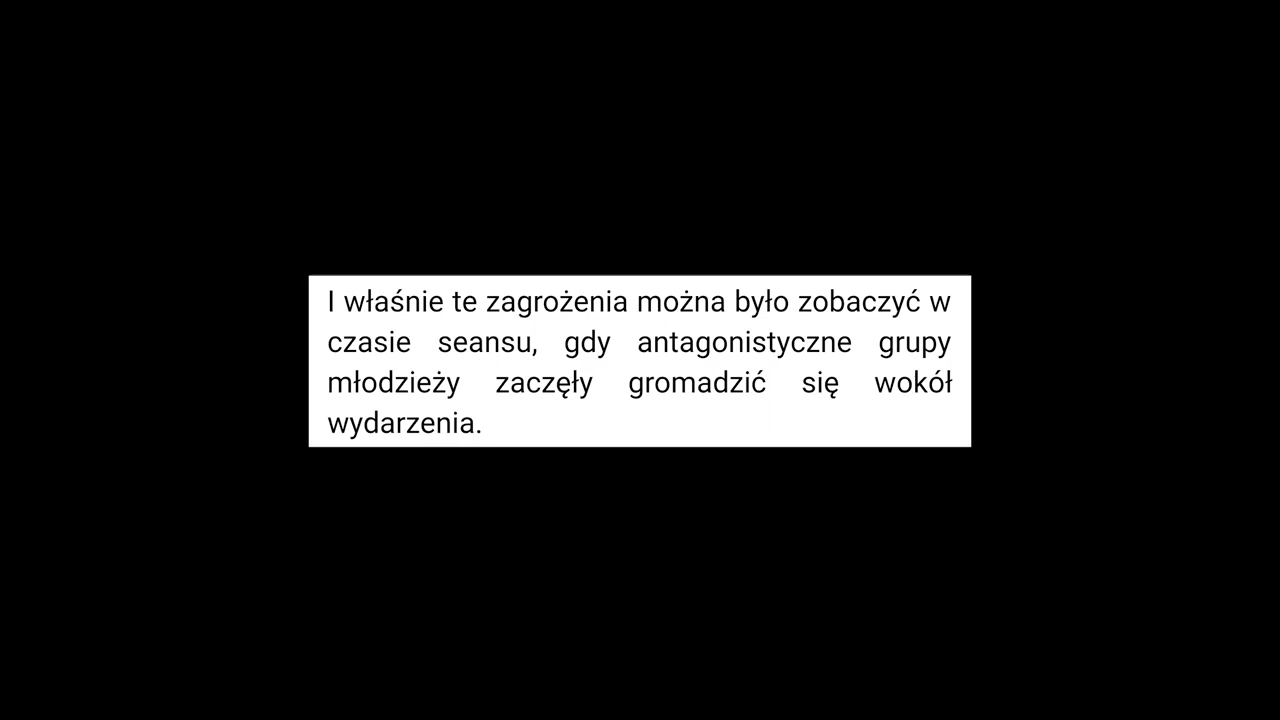 I właśnie te zagrożenia można było zobaczyć w
czasie seansu, gdy antagonistyczne grupy
młodzieży zaczęły gromadzić się wokół
wydarzenia.